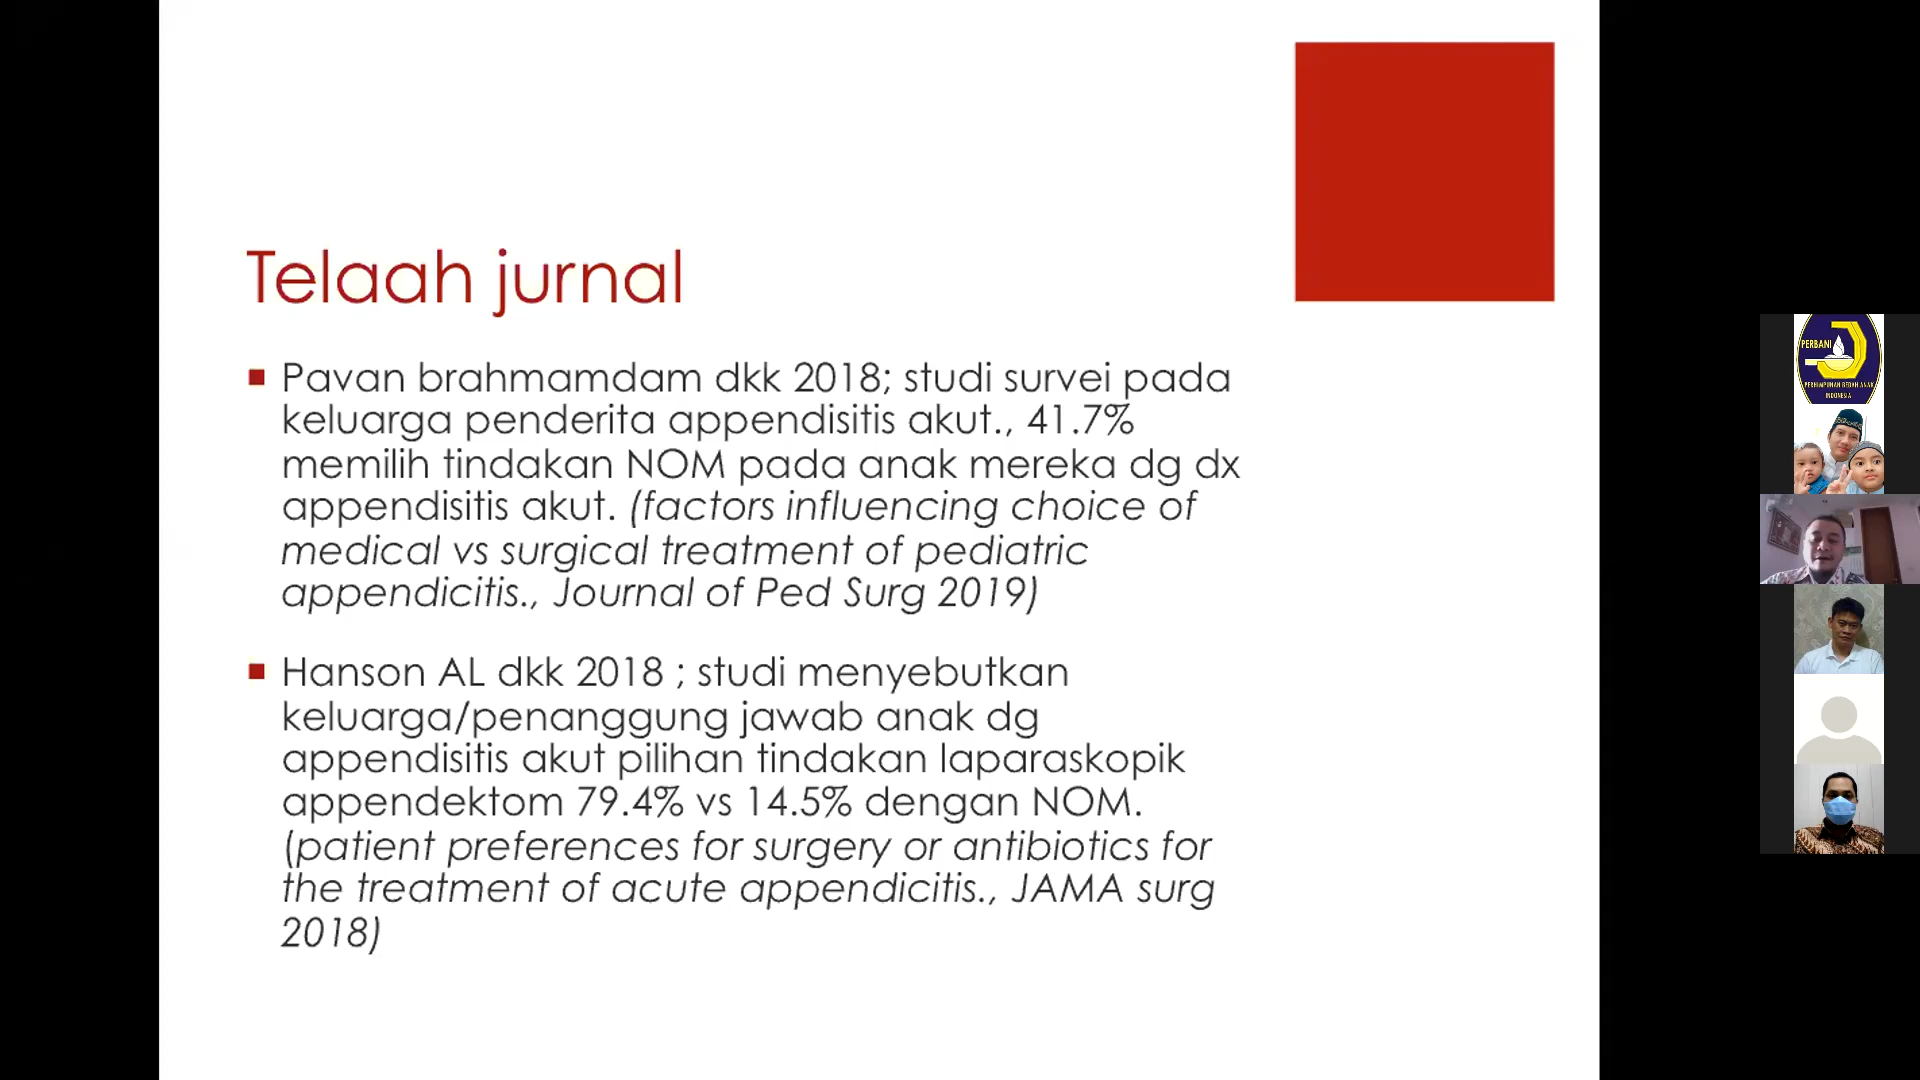 Telaah jurnal
Pavan brahmamdam dkk 2018; studi survei pada
keluarga penderita appendisitis akut., 41.7%
memilih tindakan NOM pada anak mereka dg dx
appendisitis akut. (factors influencing choice of
medical vs surgical treatment of pediatric
appendicitis., Journal of Ped Surg 2019)
Hanson AL dkk 2018 ; studi menyebutkan
keluarga/penanggung jawab anak dg
appendisitis akut pilihan tindakan laparaskopik
appendektom 79.4% vs 14.5% dengan NOM.
(patient preferences for surgery or antibiotics for
the treatment of acute appendicitis., JAMA surg
2018)
PERBANI
PERHIMPUNAN BEDAH ANAK
INDONESIA